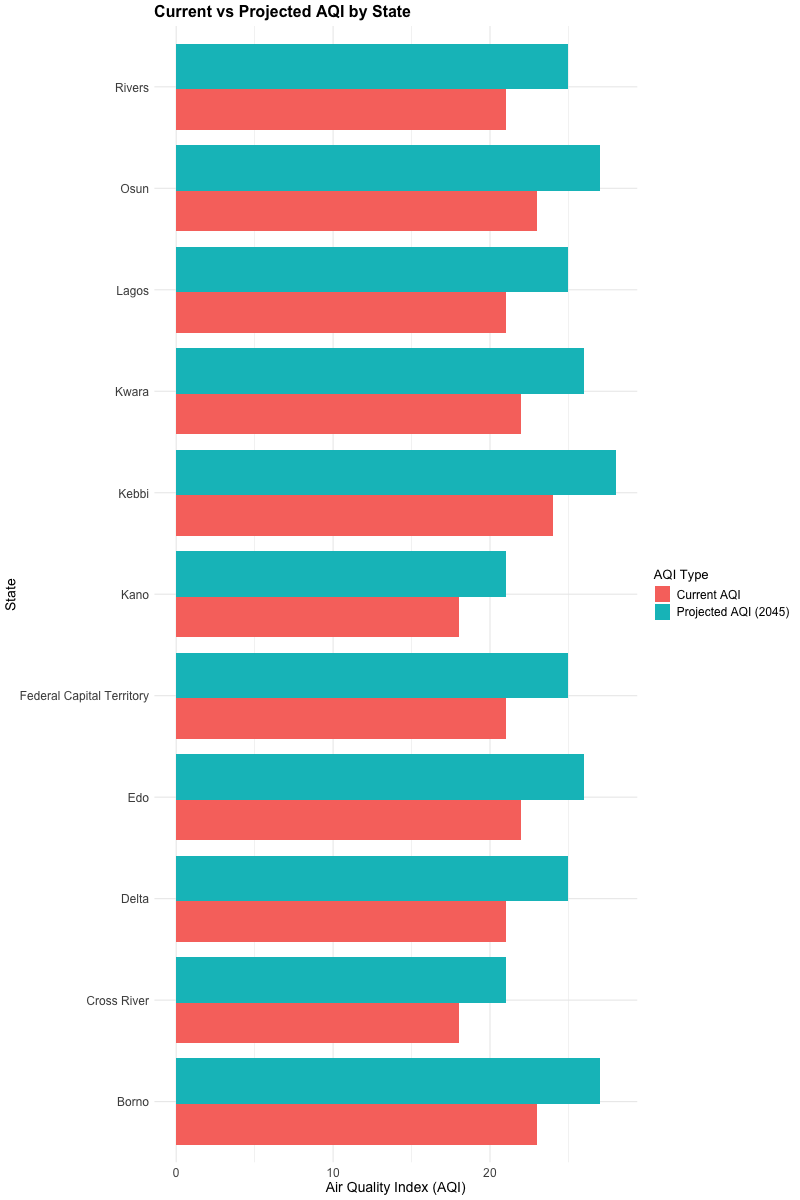 Current vs Projected AQI by State
Rivers
Osun
Lagos
Kwara
Kebbi
Kano
Federal Capital Territory
Edo
Delta
Cross River
Borno
State
0 10 20
Air Quality Index (AQI)
AQI Type
Current AQI
Projected AQI (2045)